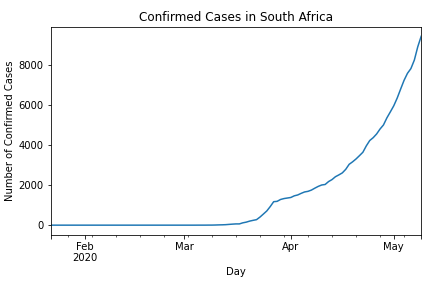 Confirmed Cases in South Africa
Number of Confirmed Cases
8000
6000
4000
2000
0
Feb
2020
Mar
Apr
May
Day